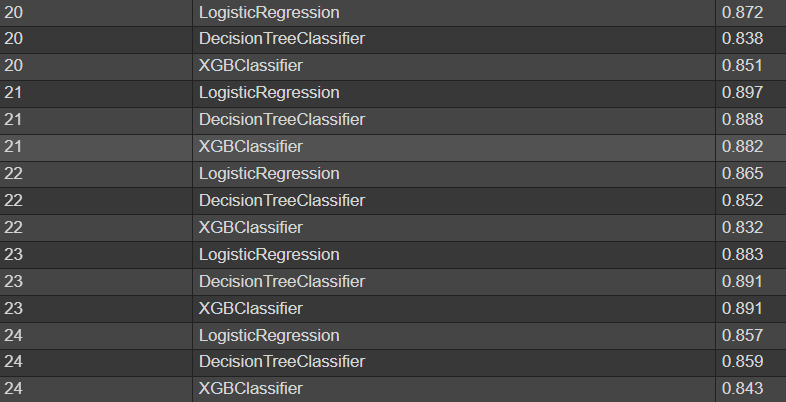 20 LogisticRegression 0.872
20 DecisionTreeClassifier 0.838
20 XGBClassifier 0.851
21 LogisticRegression 0.897
21 DecisionTreeClassifier 0.888
21 XGBClassifier 0.882
22 LogisticRegression 0.865
22 DecisionTreeClassifier 0.852
22 XGBClassifier 0.832
23 LogisticRegression 0.883
23 DecisionTreeClassifier 0.891
23 XGBClassifier 0.891
24 LogisticRegression 0.857
24 DecisionTreeClassifier 0.859
24 XGBClassifier 0.843